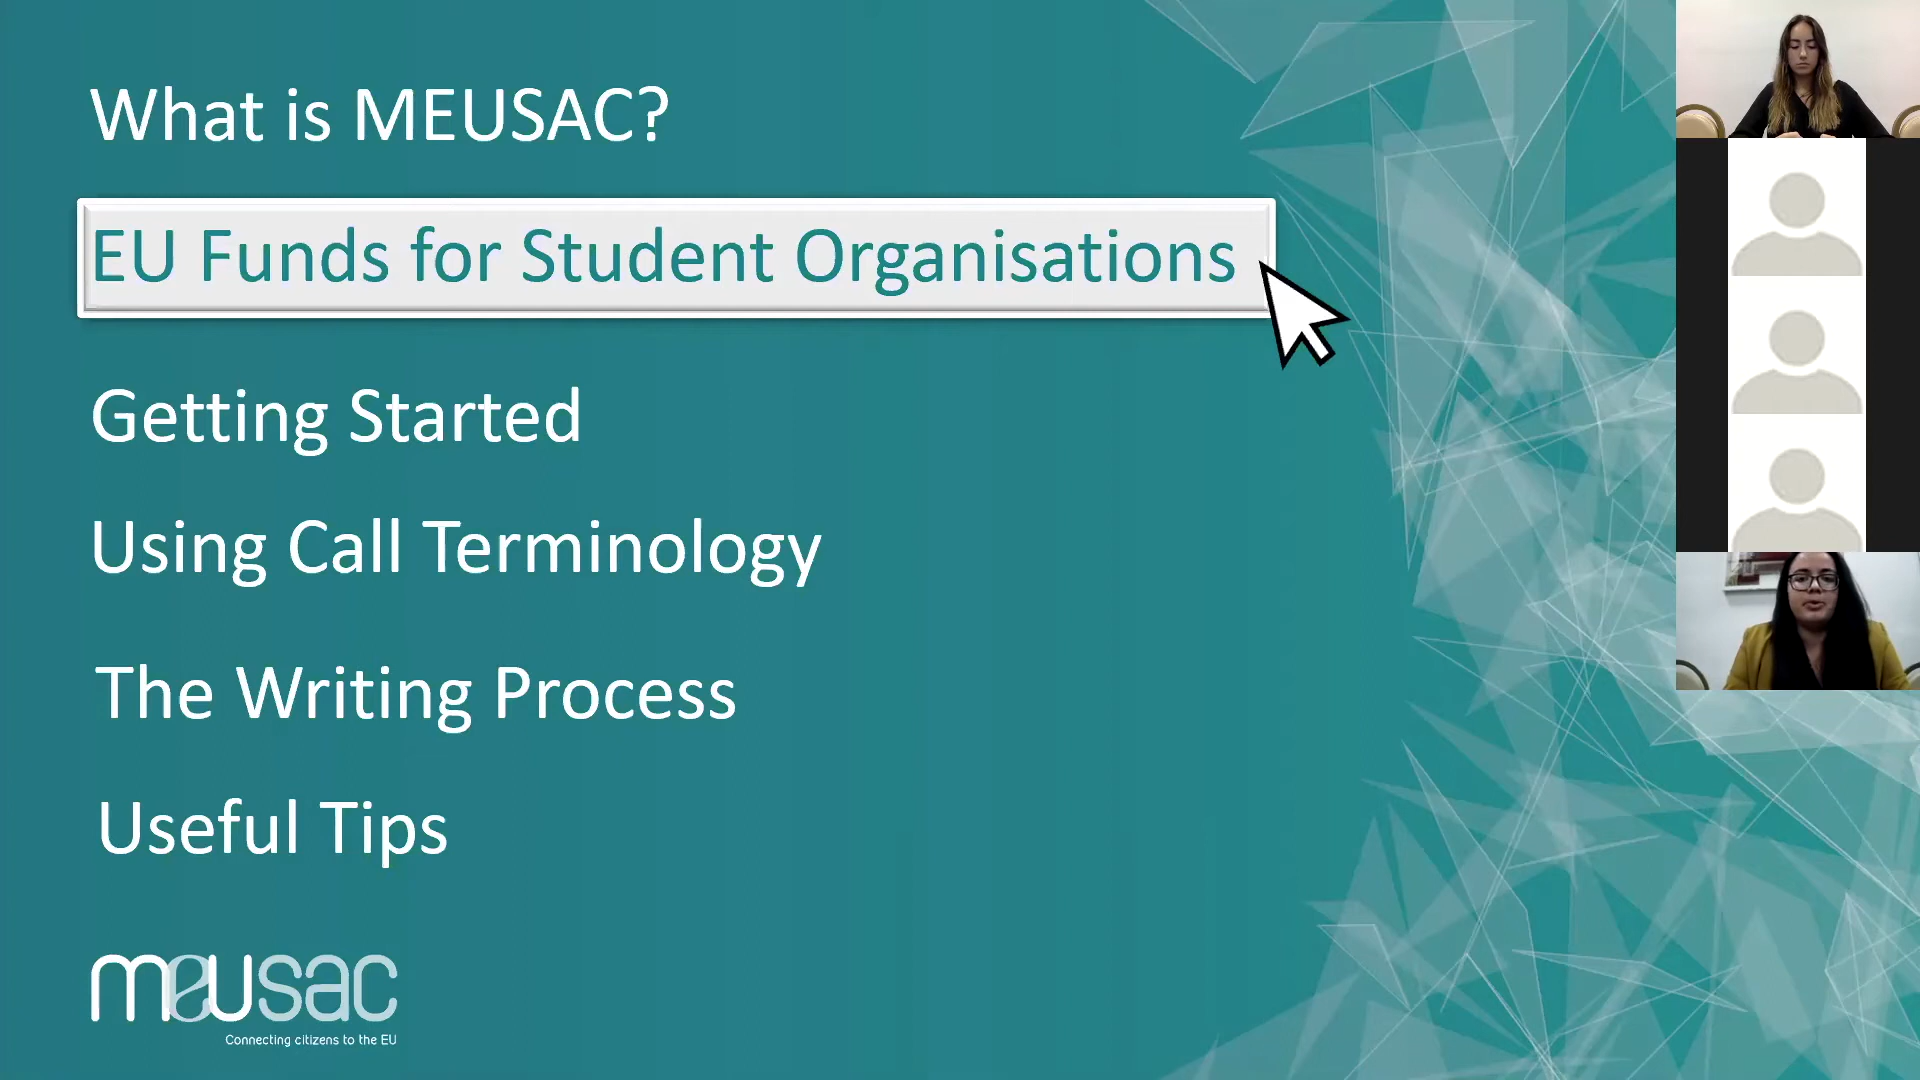 What is MEUSAC?
EU Funds for Student Organisations
Getting Started
Using Call Terminology
The Writing Process
Useful Tips
meusac
Connecting citizens to the EU